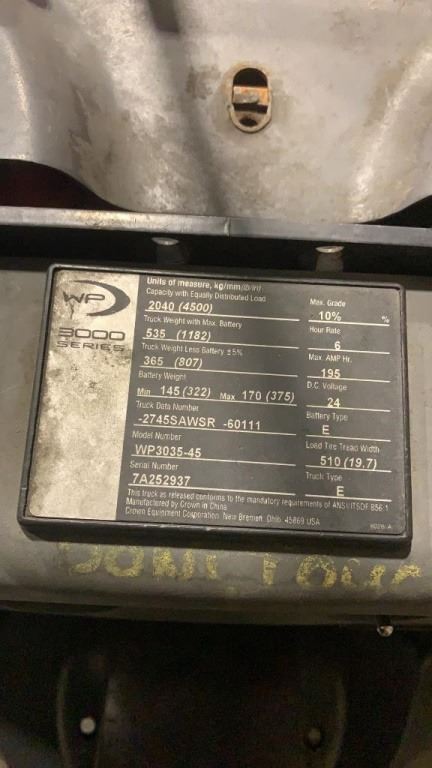 WP
3000
SERIES
Units of measure, kg/mm/(lb/in)
Capacity with Equally Distributed Load
2040 (4500)
Truck Weight with Max. Battery
535 (1182)
Truck Weight Less Battery ±5%
365 (807)
Battery Weight
Min 145 (322) Max 170 (375)
Truck Data Number
-2745SAWSR -60111
Model Number
WP3035-45
Serial Number
7A252937
Max. Grade
10% %
Hour Rate
6
Max. AMP Hr.
195
D.C. Voltage
24
Battery Type
E
Load Tire Tread Width
510 (19.7)
Truck Type
E
This truck as released conforms to the mandatory requirements of ANSI/ITSDF B56.1
Manufactured by Crown in China
Crown Equipment Corporation, New Bremen, Ohio 45869 USA